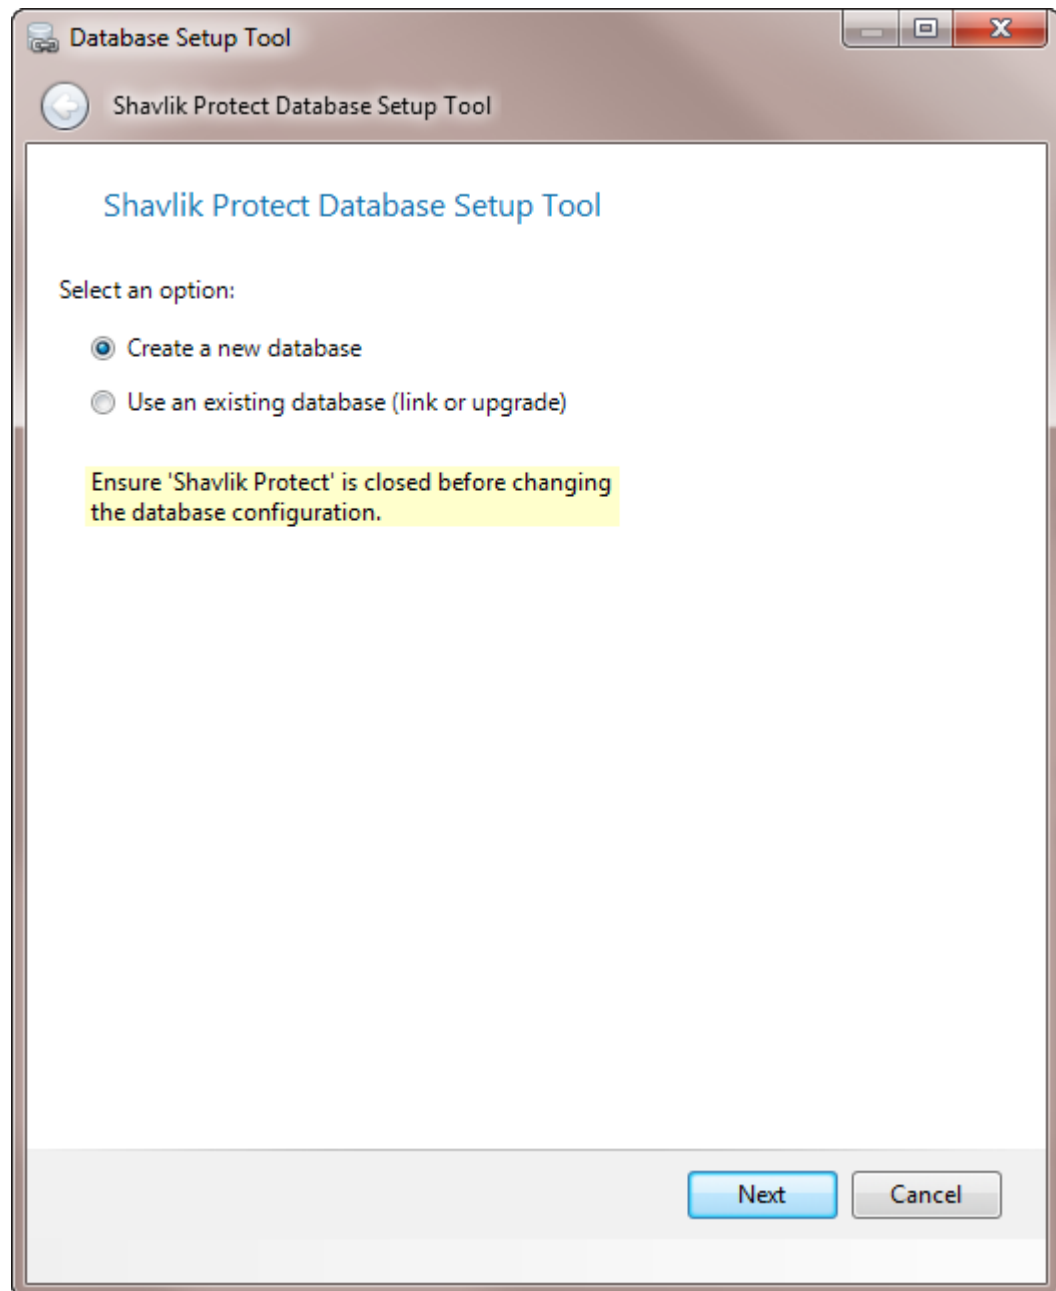 Database Setup Tool
Shavlik Protect Database Setup Tool
Shavlik Protect Database Setup Tool
Select an option:
Create a new database
Use an existing database (link or upgrade)
Ensure 'Shavlik Protect' is closed before changing
the database configuration.
Next
Cancel